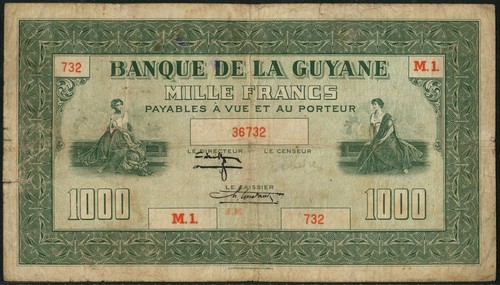 732 M.1.
BANQUE DE LA GUYANE
MILLE FRANCS
PAYABLES À VUE ET AU PORTEUR
36732
LE DIRECTEUR LE CENSEUR
LE CAISSIER
1000 1000
M.1. 732